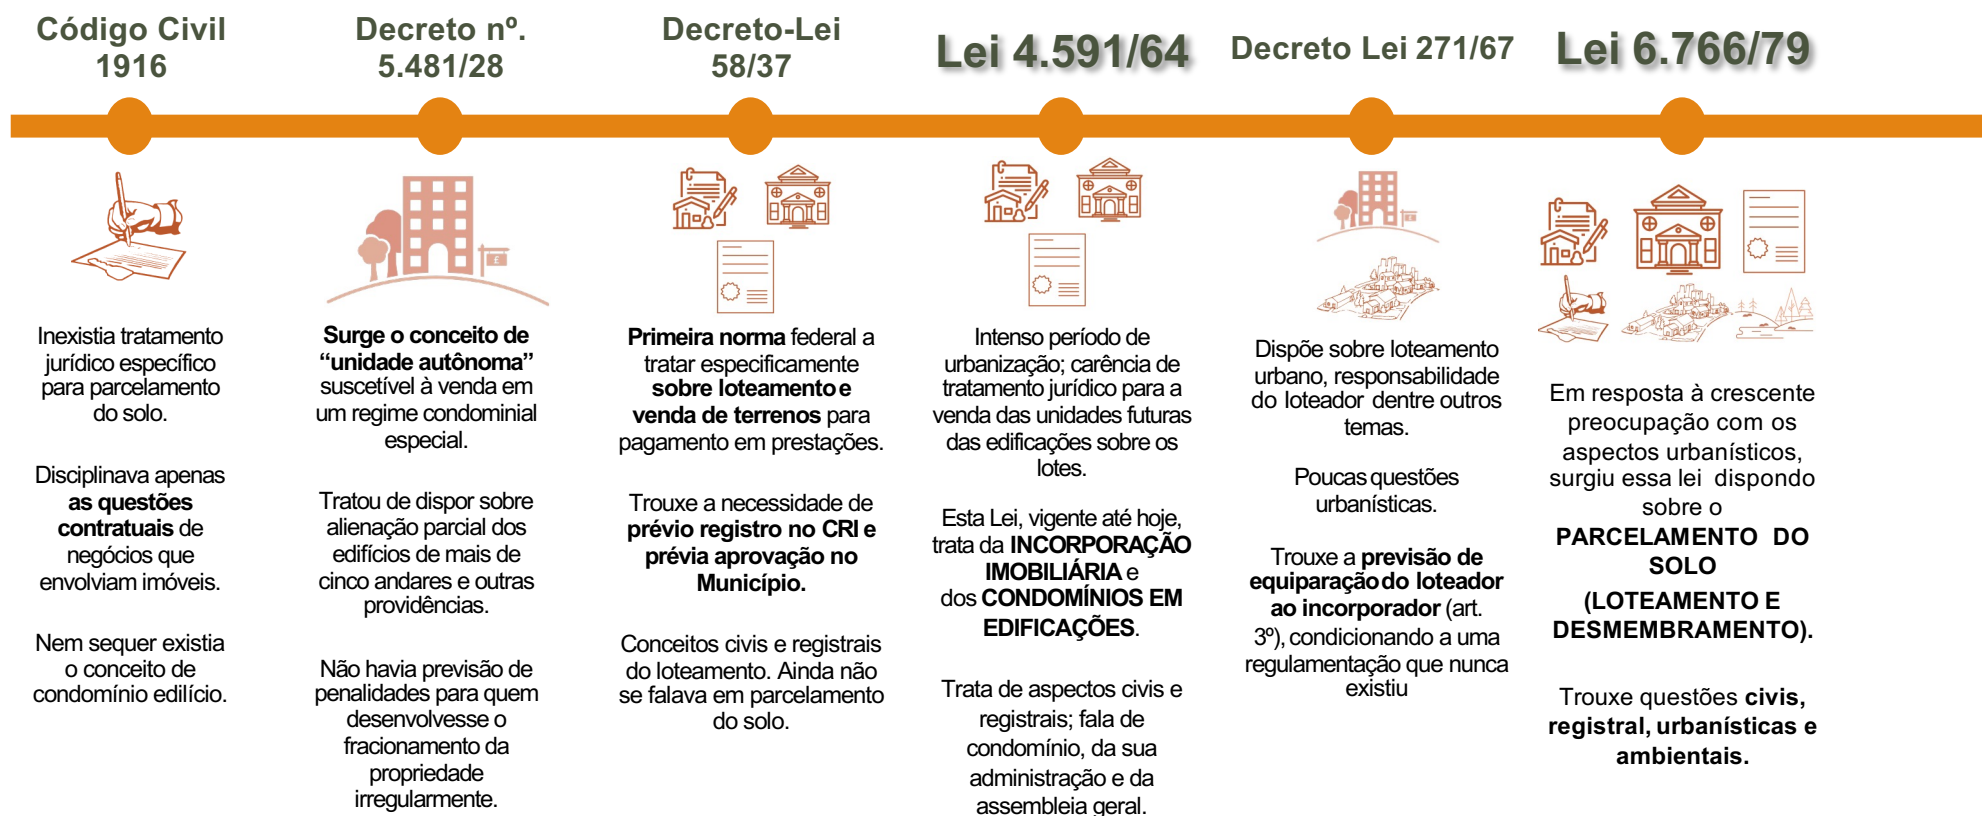 Código Civil
1916
Inexistia tratamento
jurídico específico
para parcelamento
do solo.
Disciplinava apenas
as questões
contratuais de
negócios que
envolviam imóveis.
Nem sequer existia
o conceito de
condomínio edilício.
Decreto nº.
5.481/28
Surge o conceito de
“unidade autônoma”
suscetível à venda em
um regime condominial
especial.
Tratou de dispor sobre
alienação parcial dos
edifícios de mais de
cinco andares e outras
providências.
Não havia previsão de
penalidades para quem
desenvolvesse o
fracionamento da
propriedade
irregularmente.
Decreto-Lei
58/37
Primeira norma federal a
tratar especificamente
sobre loteamento e
venda de terrenos para
pagamento em prestações.
Trouxe a necessidade de
prévio registro no CRI e
prévia aprovação no
Município.
Conceitos civis e registrais
do loteamento. Ainda não
se falava em parcelamento
do solo.
Lei 4.591/64
Intenso período de
urbanização; carência de
tratamento jurídico para a
venda das unidades futuras
das edificações sobre os
lotes.
Esta Lei, vigente até hoje,
trata da INCORPORAÇÃO
IMOBILIÁRIA e
dos CONDOMÍNIOS EM
EDIFICAÇÕES.
Trata de aspectos civis e
registrais; fala de
condomínio, da sua
administração e da
assembleia geral.
Decreto Lei 271/67
Dispõe sobre loteamento
urbano, responsabilidade
do loteador dentre outros
temas.
Poucas questões
urbanísticas.
Trouxe a previsão de
equiparação do loteador
ao incorporador (art.
3º), condicionando a uma
regulamentação que nunca
existiu
Lei 6.766/79
Em resposta à crescente
preocupação com os
aspectos urbanísticos,
surgiu essa lei dispondo
sobre o
PARCELAMENTO DO
SOLO
(LOTEAMENTO E
DESMEMBRAMENTO).
Trouxe questões civis,
registral, urbanísticas e
ambientais.